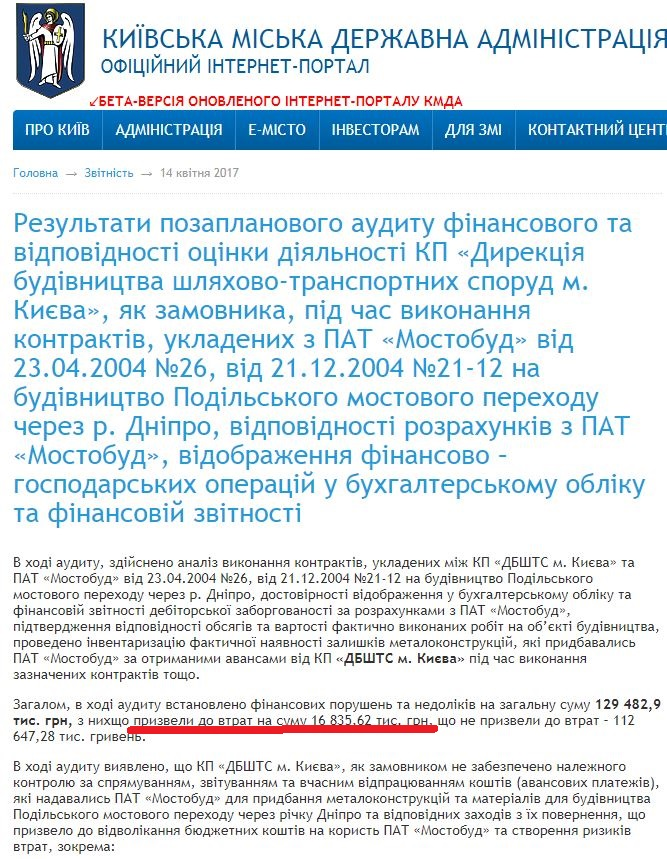 КИЇВСЬКА МІСЬКА ДЕРЖАВНА АДМІНІСТРАЦІЯ
ОФІЦІЙНИЙ ІНТЕРНЕТ-ПОРТАЛ
↙БЕТА-ВЕРСІЯ ОНОВЛЕНОГО ІНТЕРНЕТ-ПОРТАЛУ КМДА
ПРО КИЇВ АДМІНІСТРАЦІЯ Е-МІСТО ІНВЕСТОРАМ ДЛЯ ЗМІ КОНТАКТНИЙ ЦЕНТ
Головна → Звітність → 14 квітня 2017
Результати позапланового аудиту фінансового та
відповідності оцінки діяльності КП «Дирекція
будівництва шляхово-транспортних споруд м.
Києва», як замовника, під час виконання
контрактів, укладених з ПАТ «Мостобуд» від
23.04.2004 №26, від 21.12.2004 №21-12 на
будівництво Подільського мостового переходу
через р. Дніпро, відповідності розрахунків з ПАТ
«Мостобуд», відображення фінансово –
господарських операцій у бухгалтерському обліку
та фінансовій звітності
В ході аудиту, здійснено аналіз виконання контрактів, укладених між КП «ДБШТС м. Києва» та
ПАТ «Мостобуд» від 23.04.2004 №26, від 21.12.2004 №21-12 на будівництво Подільського
мостового переходу через р. Дніпро, достовірності відображення у бухгалтерському обліку та
фінансовій звітності дебіторської заборгованості за розрахунками з ПАТ «Мостобуд»,
підтвердження відповідності обсягів та вартості фактично виконаних робіт на об’єкті будівництва,
проведено інвентаризацію фактичної наявності залишків металоконструкцій, які придбавались
ПАТ «Мостобуд» за отриманими авансами від КП «ДБШТС м. Києва» під час виконання
зазначених контрактів тощо.
Загалом, в ході аудиту встановлено фінансових порушень та недоліків на загальну суму 129 482,9
тис. грн, з нихщо призвели до втрат на суму 16 835,62 тис. грн, що не призвели до втрат – 112
647,28 тис. гривень.
В ході аудиту виявлено, що КП «ДБШТС м. Києва», як замовником не забезпечено належного
контролю за спрямуванням, звітуванням та вчасним відпрацюванням коштів (авансових платежів),
які надавались ПАТ «Мостобуд» для придбання металоконструкцій та матеріалів для будівництва
Подільського мостового переходу через річку Дніпро та відповідних заходів з їх повернення, що
призвело до відволікання бюджетних коштів на користь ПАТ «Мостобуд» та створення ризиків
втрат, зокрема: